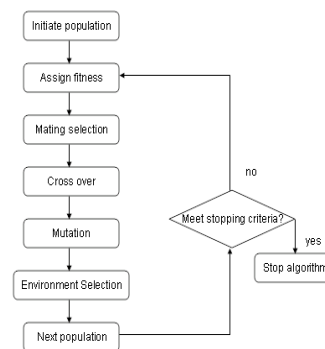 Initiate population
Assign fitness
Mating selection
Cross over
Mutation
Environment Selection
Next population
no
Meet stopping criteria?
yes
Stop algorithm